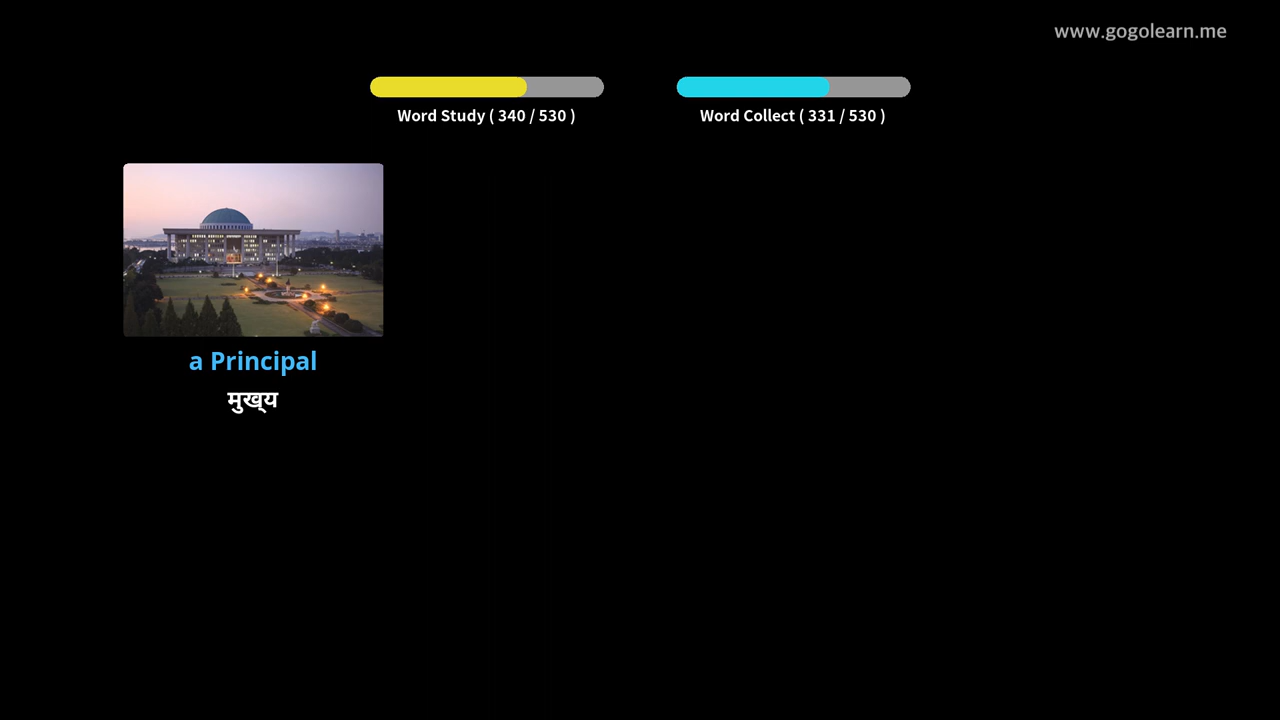 www.gogolearn.me
Word Study ( 340 / 530 )
Word Collect ( 331 / 530 )
a Principal
मुख्य